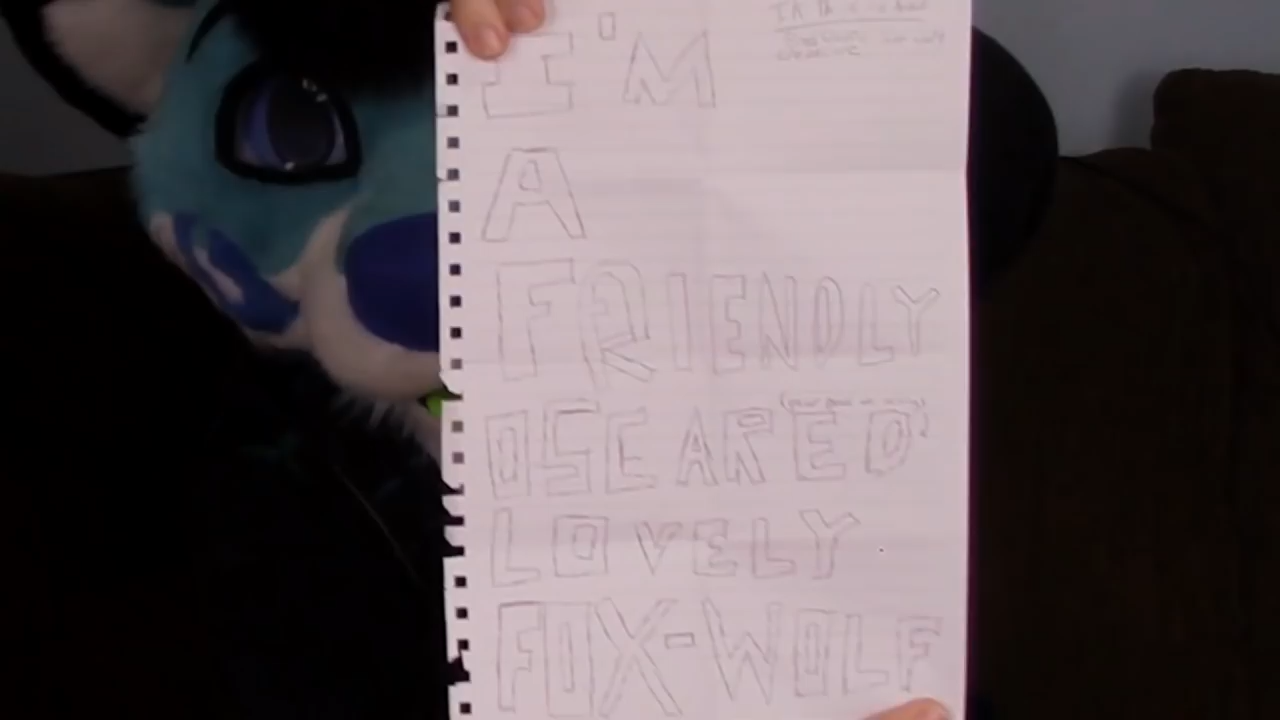 I'M
A
FRIENDLY
OSCARED
LOVELY
FOX-WOLF